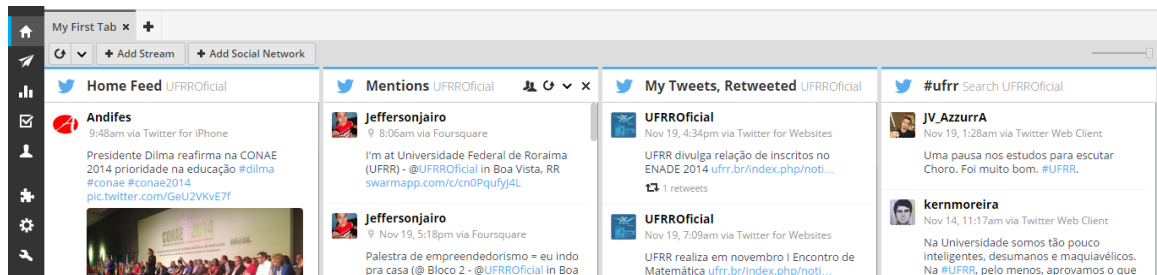 My First Tab × +
+ Add Stream
+ Add Social Network
Home Feed UFRROficial
Andifes
9:48am via Twitter for iPhone
Presidente Dilma reafirma na CONAE
2014 prioridade na educação #dilma
#conae #conae2014
pic.twitter.com/GeU2VKvE7f
CONAE 2014
BRASIL
Mentions UFRROficial
Jeffersonjairo
8:06am via Foursquare
I'm at Universidade Federal de Roraima
(UFRR) - @UFRROficial in Boa Vista, RR
swarmapp.com/c/cn0PqufyJ4L
Jeffersonjairo
Nov 19, 5:18pm via Foursquare
Palestra de empreendedorismo = eu indo
pra casa (@ Bloco 2 - @UFRROficial in Boa
My Tweets, Retweeted UFRROficial
UFRROficial
Nov 19, 4:34pm via Twitter for Websites
UFRR divulga relação de inscritos no
ENADE 2014 ufrr.br/index.php/noti...
1 retweets
UFRROficial
Nov 19, 7:09am via Twitter for Websites
UFRR realiza em novembro I Encontro de
Matemática ufrr.br/index.php/noti...
#ufrr Search UFRROficial
JV_AzzurrA
Nov 19, 1:28am via Twitter Web Client
Uma pausa nos estudos para escutar
Choro. Foi muito bom. #UFRR.
kernmoreira
Nov 14, 11:17am via Twitter Web Client
Na Universidade somos tão pouco
inteligentes, desumanos e maquiavélicos.
Na #UFRR, pelo menos, aprovamos o que